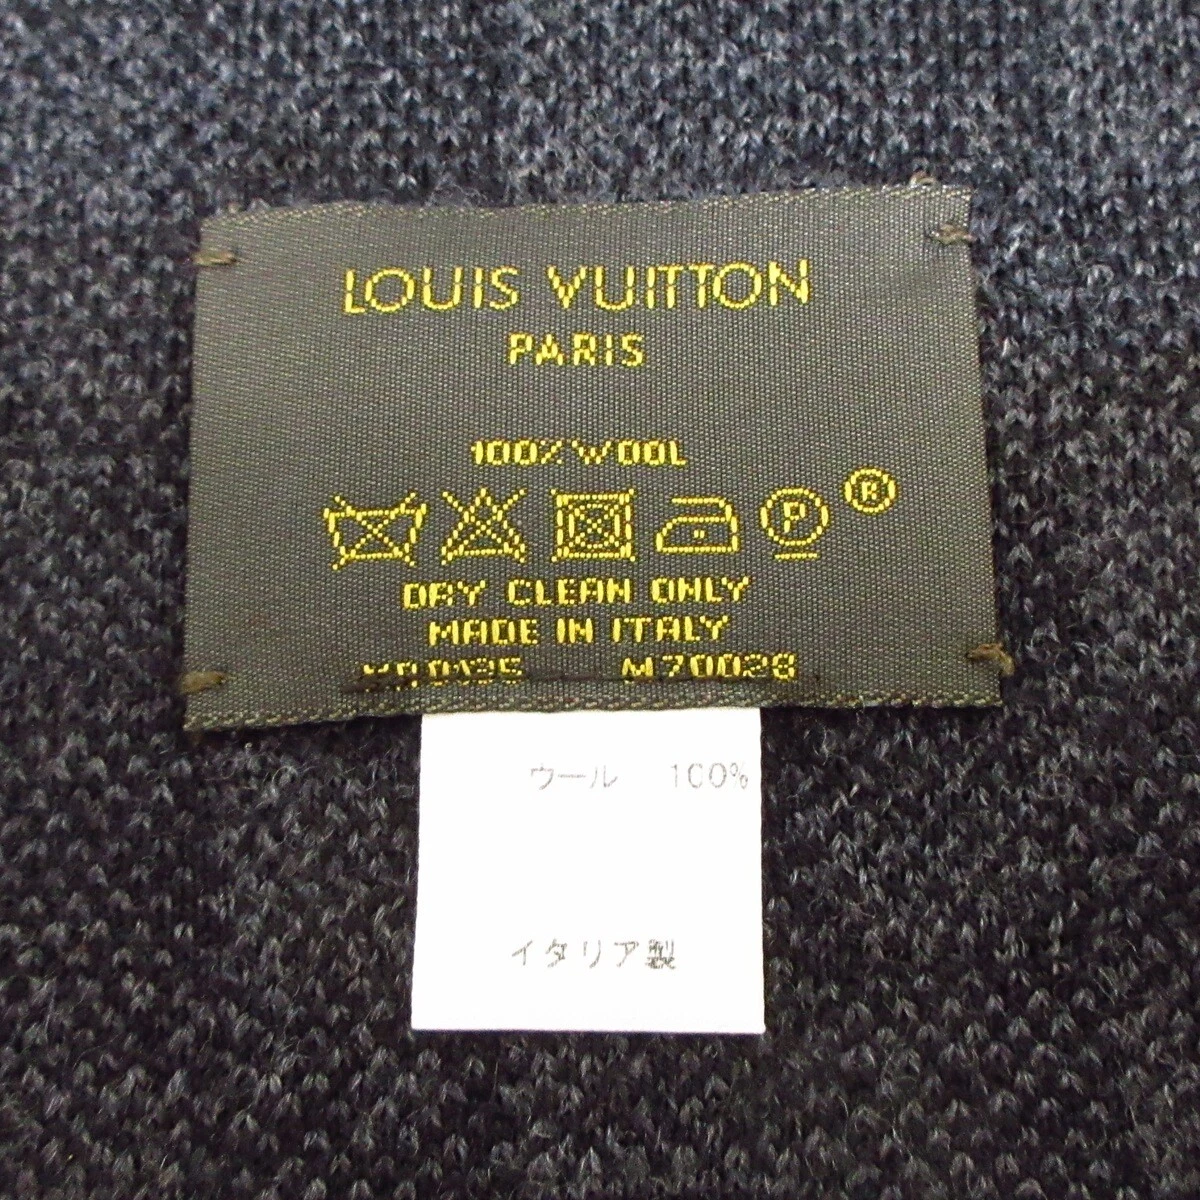 LOUIS VUITTON
PARIS
100% WOOL
P ®
DRY CLEAN ONLY
MADE IN ITALY
M70028
ウール 100%
イタリア製